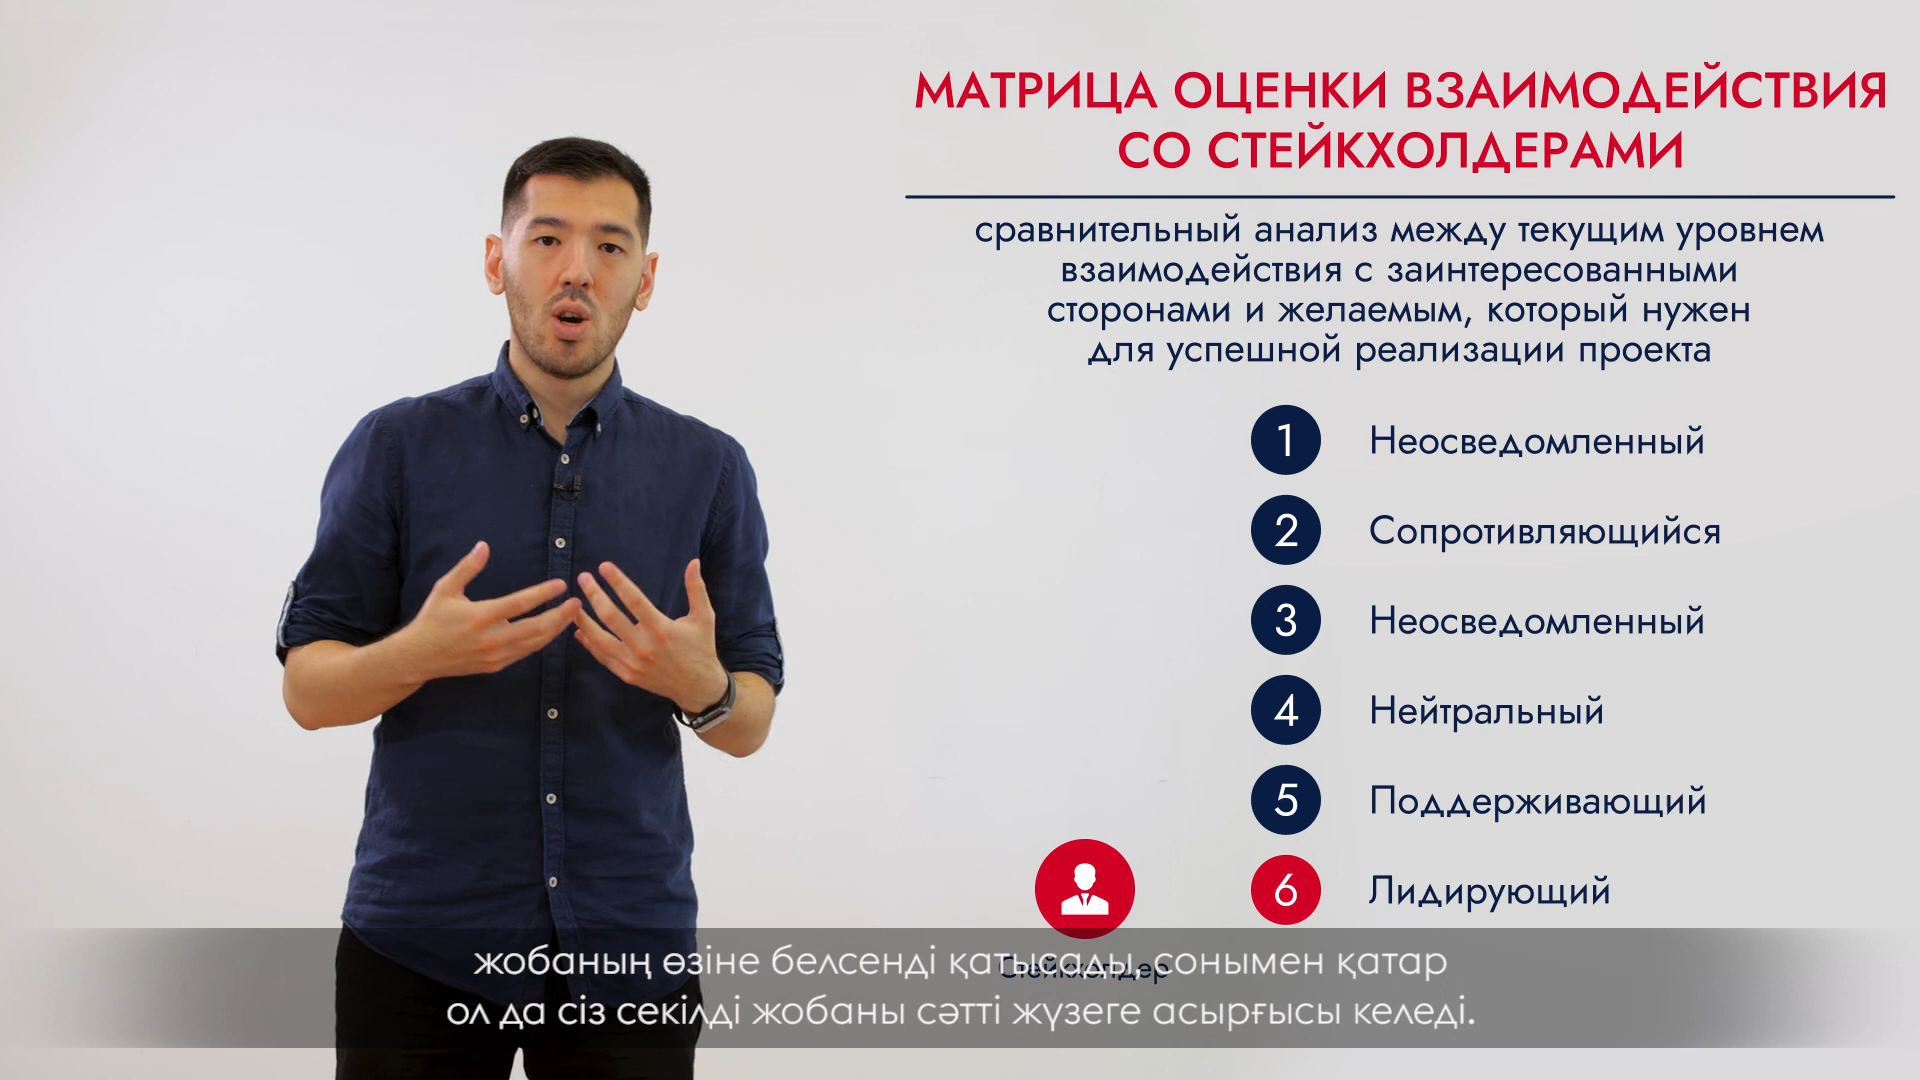 МАТРИЦА ОЦЕНКИ ВЗАИМОДЕЙСТВИЯ
СО СТЕЙКХОЛДЕРАМИ
сравнительный анализ между текущим уровнем
взаимодействия с заинтересованными
сторонами и желаемым, который нужен
для успешной реализации проекта
1 Неосведомленный
2 Сопротивляющийся
3 Неосведомленный
4 Нейтральный
5 Поддерживающий
6 Лидирующий
Стейкхолдер
жобаның өзіне белсенді қатысады, сонымен қатар
ол да сіз секілді жобаны сәтті жүзеге асырғысы келеді.